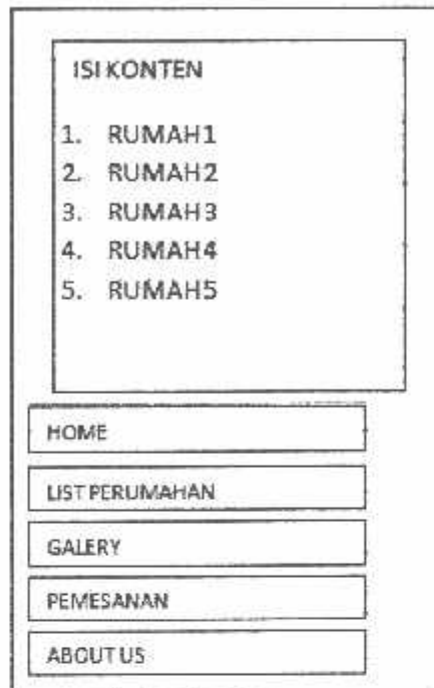 ISI KONTEN
1. RUMAH1
2. RUMAH2
3. RUMAH3
4. RUMAH4
5. RUMAH5
HOME
LIST PERUMAHAN
GALERY
PEMESANAN
ABOUT US